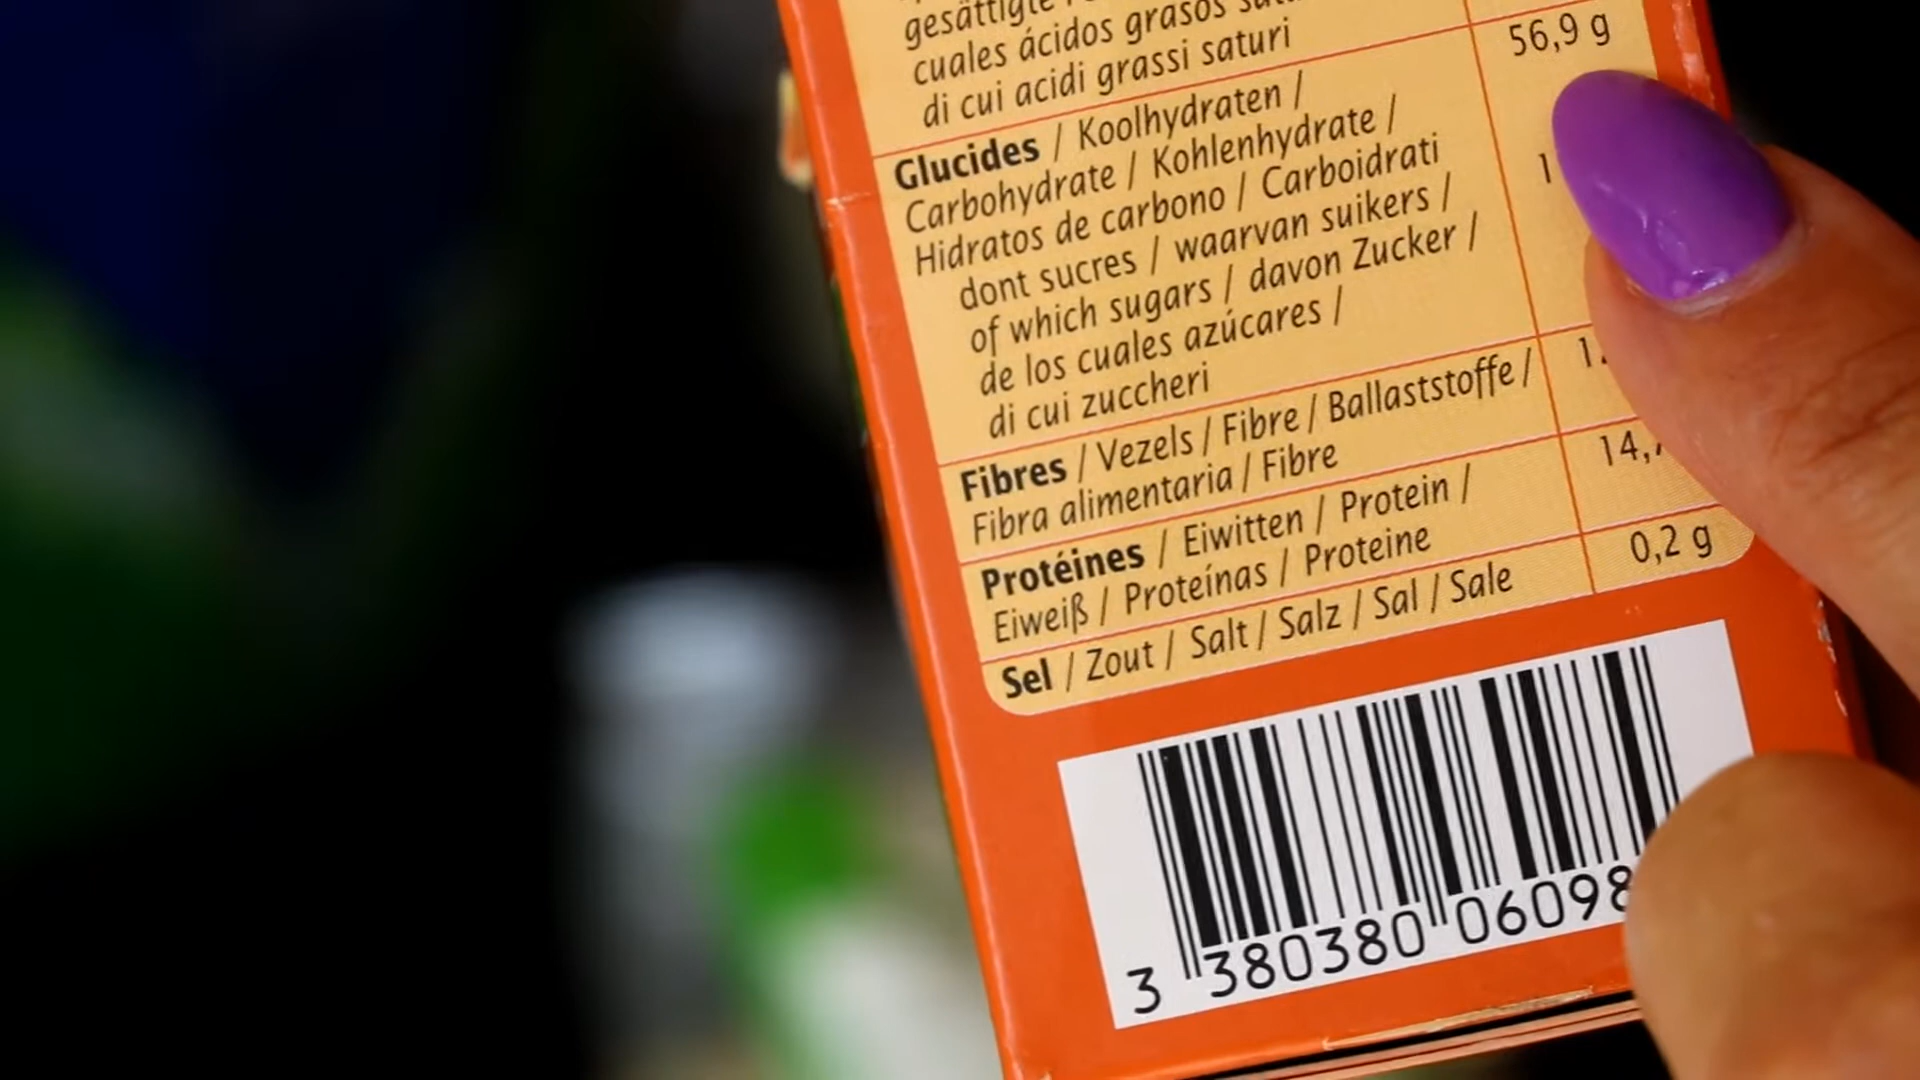 gesättigte
cuales ácidos grasos
di cui acidi grassi saturi
56,9 g
Glucides / Koolhydraten /
Carbohydrate / Kohlenhydrate /
Hidratos de carbono / Carboidrati
dont sucres / waarvan suikers /
of which sugars / davon Zucker /
de los cuales azúcares /
di cui zuccheri
Fibres / Vezels / Fibre / Ballaststoffe /
Fibra alimentaria / Fibre
Protéines / Eiwitten / Protein /
Eiweiß / Proteínas / Proteine
Sel / Zout / Salt / Salz / Sal / Sale
0,2 g
3 380380 06098